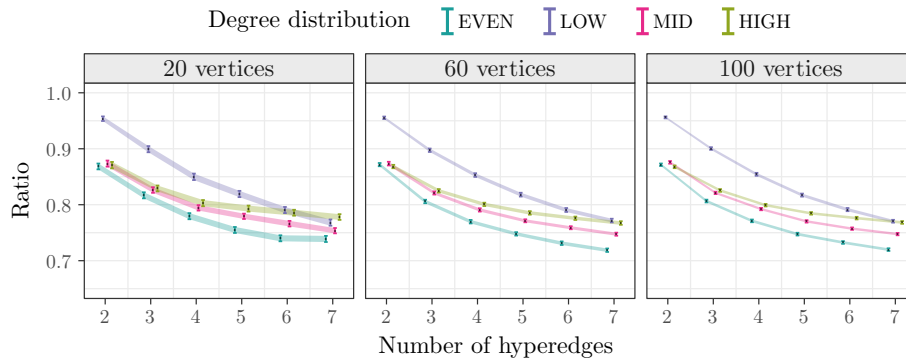 Degree distribution EVEN LOW MID HIGH
20 vertices 60 vertices 100 vertices
1.0
0.9
0.8
0.7
Ratio
2 3 4 5 6 7 2 3 4 5 6 7 2 3 4 5 6 7
Number of hyperedges